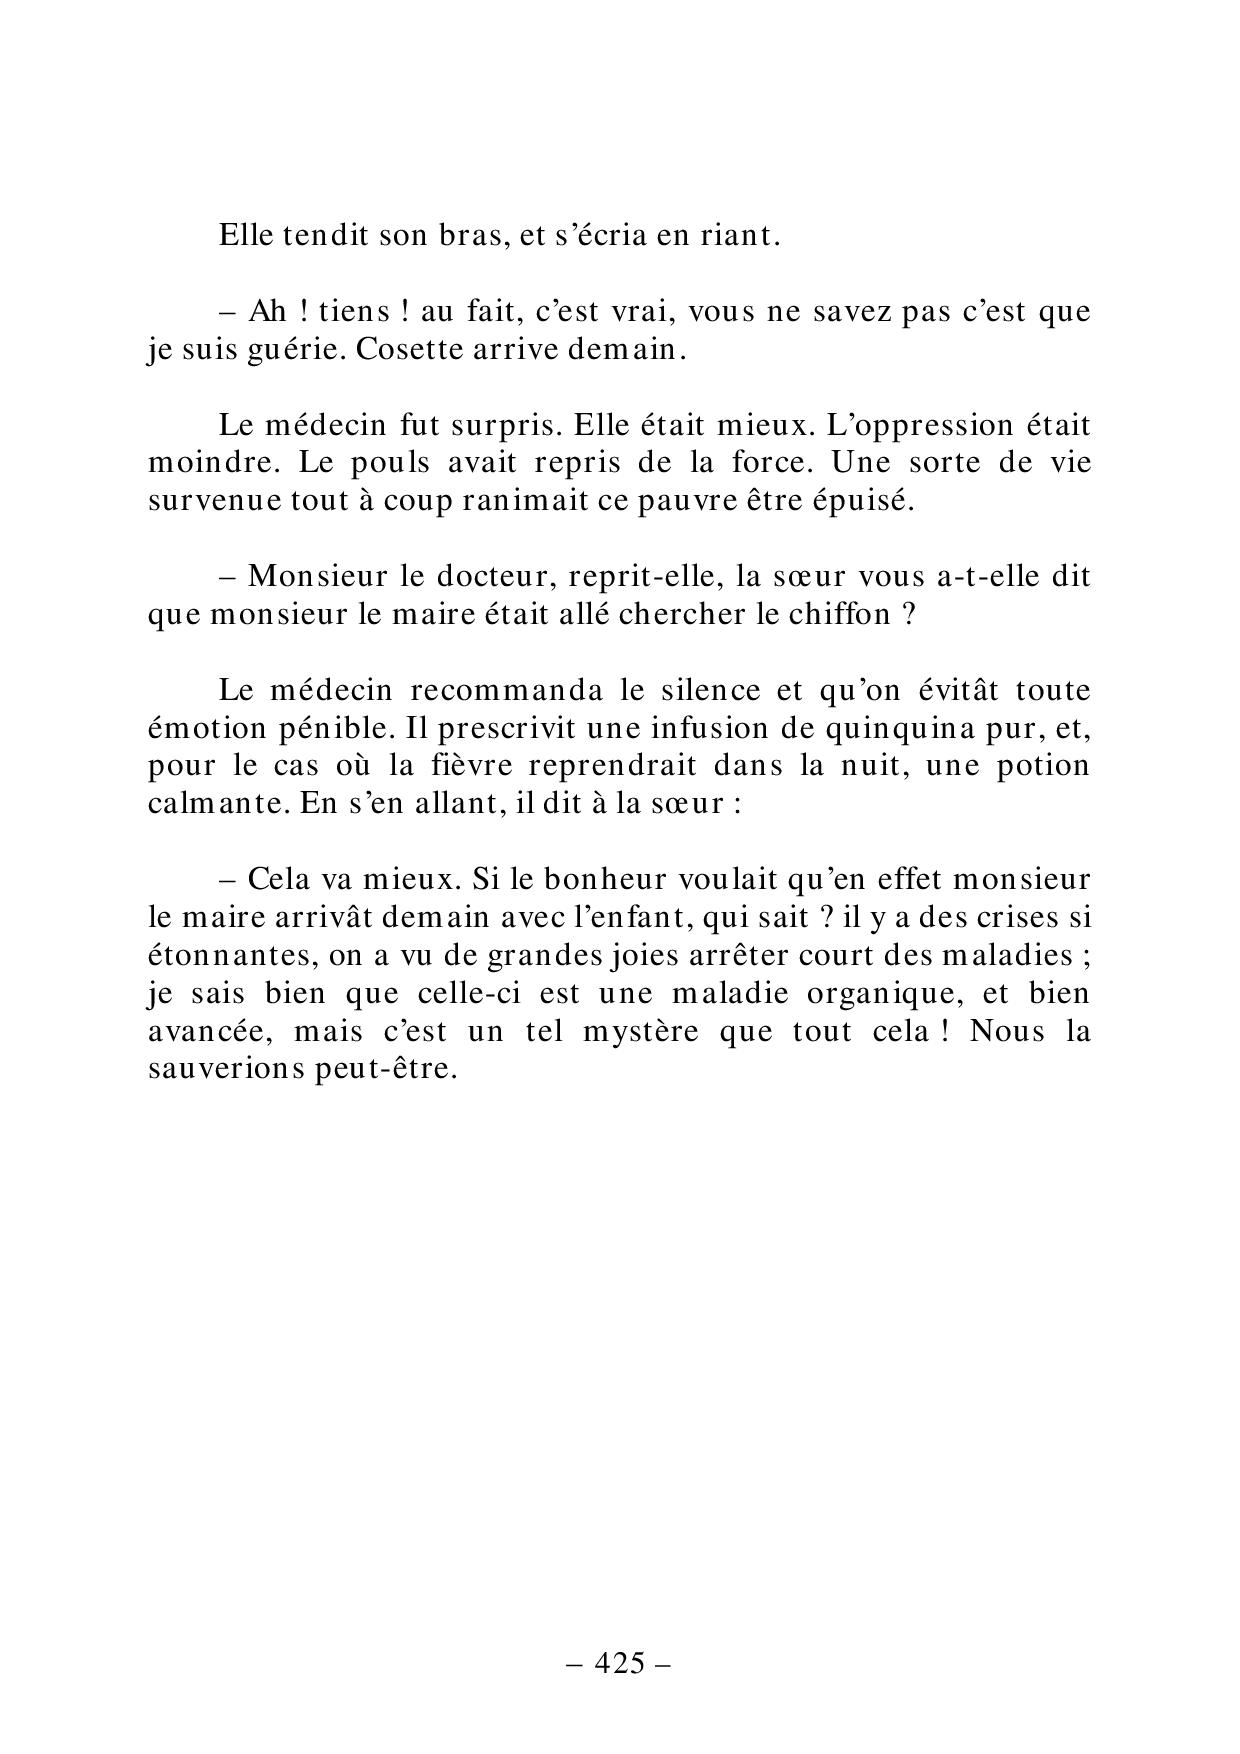 Elle tendit son bras, et s’écria en riant.
– Ah ! tiens ! au fait, c’est vrai, vous ne savez pas c’est que
je suis guérie. Cosette arrive demain.
Le médecin fut surpris. Elle était mieux. L’oppression était
moindre. Le pouls avait repris de la force. Une sorte de vie
survenue tout à coup ranimait ce pauvre être épuisé.
– Monsieur le docteur, reprit-elle, la sœur vous a-t-elle dit
que monsieur le maire était allé chercher le chiffon ?
Le médecin recommanda le silence et qu’on évitât toute
émotion pénible. Il prescrivit une infusion de quinquina pur, et,
pour le cas où la fièvre reprendrait dans la nuit, une potion
calmante. En s’en allant, il dit à la sœur :
– Cela va mieux. Si le bonheur voulait qu’en effet monsieur
le maire arrivât demain avec l’enfant, qui sait ? il y a des crises si
étonnantes, on a vu de grandes joies arrêter court des maladies ;
je sais bien que celle-ci est une maladie organique, et bien
avancée, mais c’est un tel mystère que tout cela ! Nous la
sauverions peut-être.
– 425 –